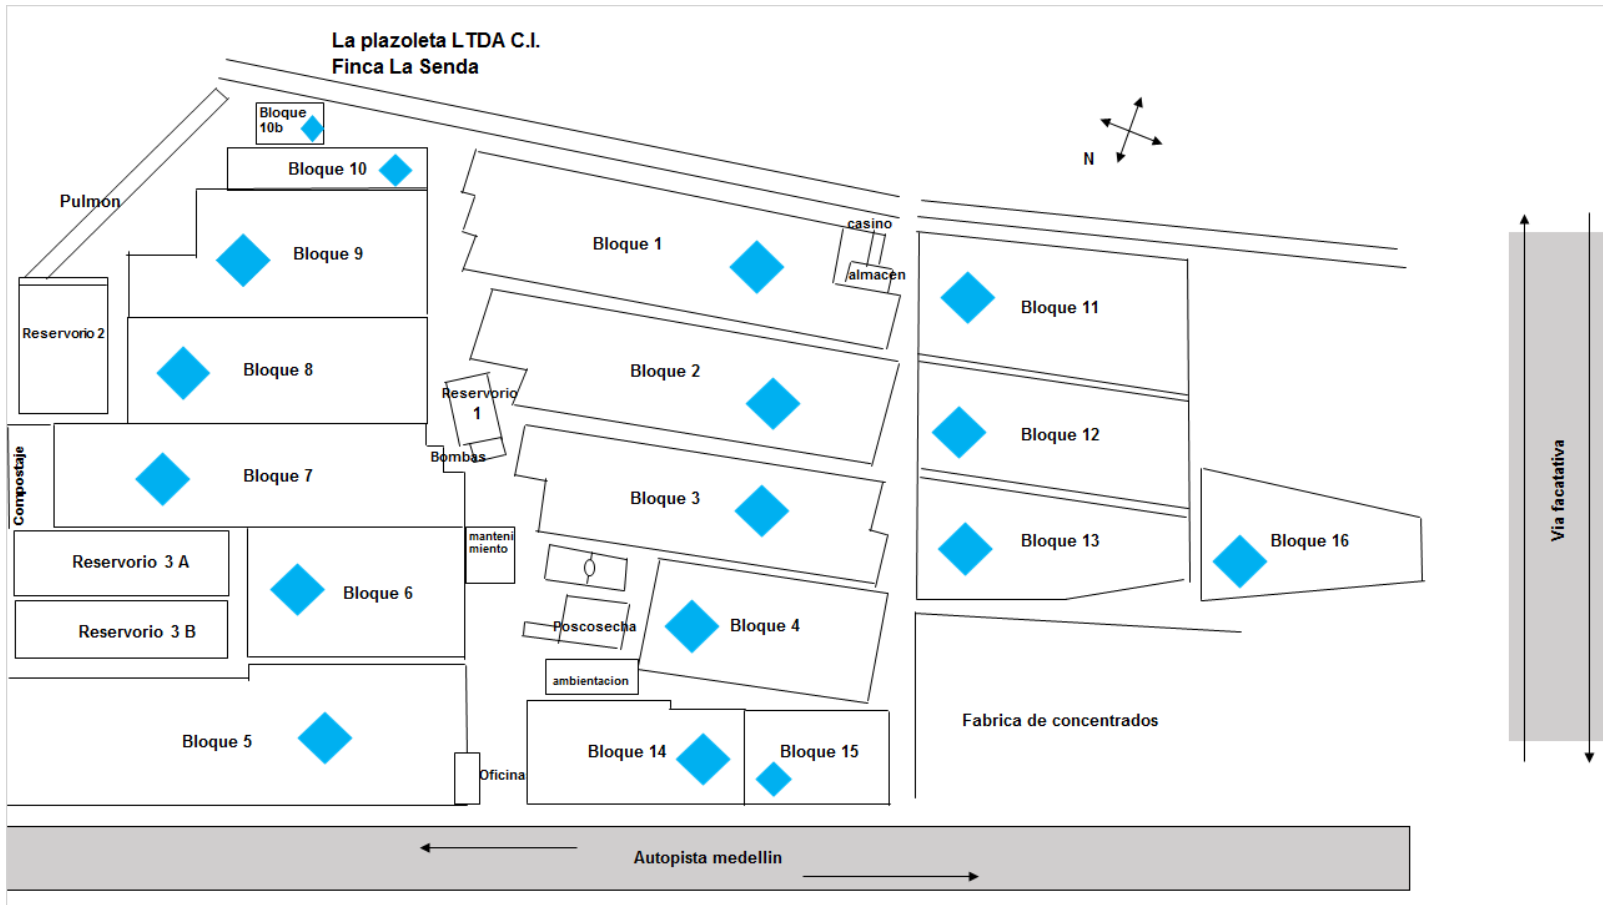 La plazoleta LTDA C.I.
Finca La Senda
Bloque
10b
Bloque 10
N
Pulmon
casino
Bloque 1
Bloque 9
almacen
Bloque 11
Reservorio 2
Bloque 8
Bloque 2
Reservorio
1
Bloque 12
Bombas
Bloque 7
Compostaje
Bloque 3
Via facatativa
manteni
miento
Bloque 13
Bloque 16
Reservorio 3 A
Bloque 6
Reservorio 3 B
Poscosecha
Bloque 4
ambientacion
Fabrica de concentrados
Bloque 5
Bloque 14
Bloque 15
Oficina
Autopista medellin